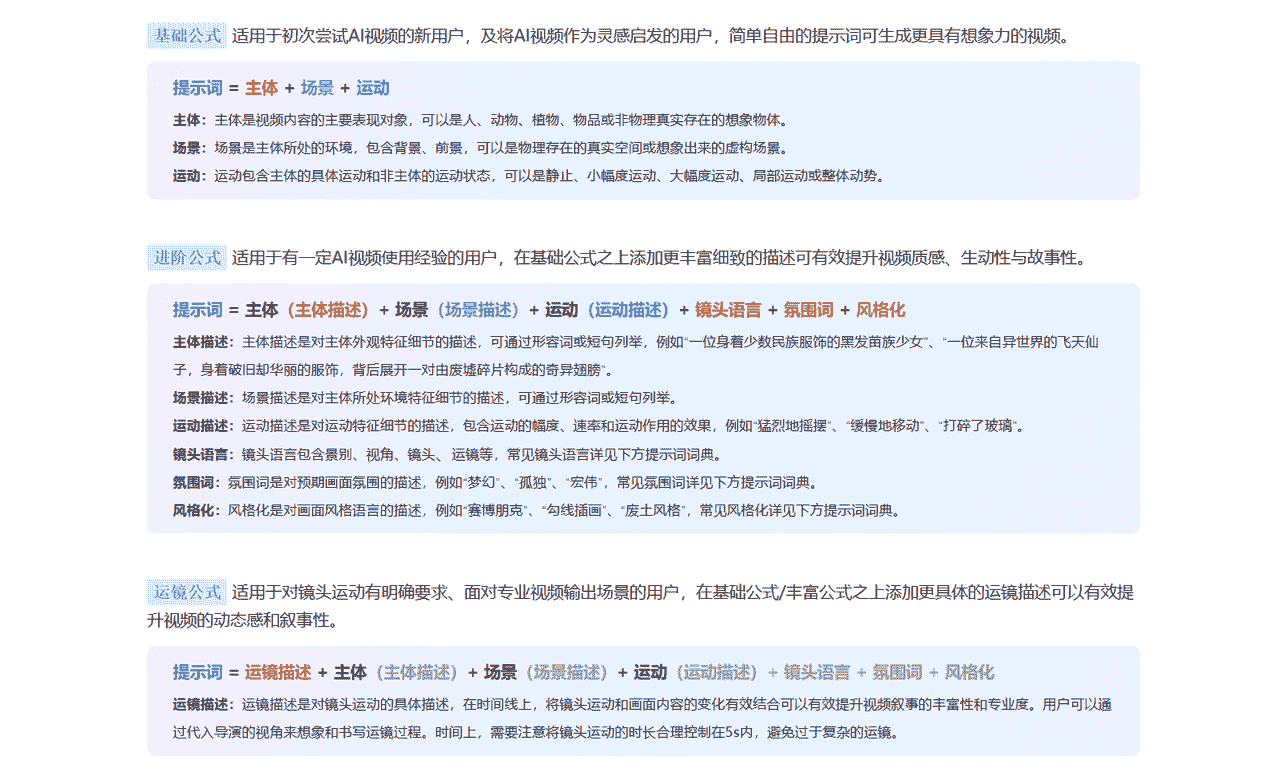 基础公式 适用于初次尝试AI视频的新用户，及将AI视频作为灵感启发的用户，简单自由的提示词可生成更具有想象力的视频。
提示词 = 主体 + 场景 + 运动
主体：主体是视频内容的主要表现对象，可以是人、动物、植物、物品或非物理真实存在的想象物体。
场景：场景是主体所处的环境，包含背景、前景，可以是物理存在的真实空间或想象出来的虚构场景。
运动：运动包含主体的具体运动和非主体的运动状态，可以是静止、小幅度运动、大幅度运动、局部运动或整体动势。
进阶公式 适用于有一定AI视频使用经验的用户，在基础公式之上添加更丰富细致的描述可有效提升视频质感、生动性与故事性。
提示词 = 主体（主体描述）+ 场景（场景描述）+ 运动（运动描述）+ 镜头语言 + 氛围词 + 风格化
主体描述：主体描述是对主体外观特征细节的描述，可通过形容词或短句列举，例如“一位身着少数民族服饰的黑发苗族少女”、“一位来自异世界的飞天仙
子，身着破旧却华丽的服饰，背后展开一对由废墟碎片构成的奇异翅膀”。
场景描述：场景描述是对主体所处环境特征细节的描述，可通过形容词或短句列举。
运动描述：运动描述是对运动特征细节的描述，包含运动的幅度、速率和运动作用的效果，例如“猛烈地摇摆”、“缓慢地移动”、“打碎了玻璃”。
镜头语言：镜头语言包含景别、视角、镜头、运镜等，常见镜头语言详见下方提示词词典。
氛围词：氛围词是对预期画面氛围的描述，例如“梦幻”、“孤独”、“宏伟”，常见氛围词详见下方提示词词典。
风格化：风格化是对画面风格语言的描述，例如“赛博朋克”、“勾线插画”、“废土风格”，常见风格化详见下方提示词词典。
运镜公式 适用于对镜头运动有明确要求、面对专业视频输出场景的用户，在基础公式/丰富公式之上添加更具体的运镜描述可以有效提
升视频的动态感和叙事性。
提示词 = 运镜描述 + 主体（主体描述）+ 场景（场景描述）+ 运动（运动描述）+ 镜头语言 + 氛围词 + 风格化
运镜描述：运镜描述是对镜头运动的具体描述，在时间线上，将镜头运动和画面内容的变化有效结合可以有效提升视频叙事的丰富性和专业度。用户可以通
过代入导演的视角来想象和书写运镜过程。时间上，需要注意将镜头运动的时长合理控制在5s内，避免过于复杂的运镜。